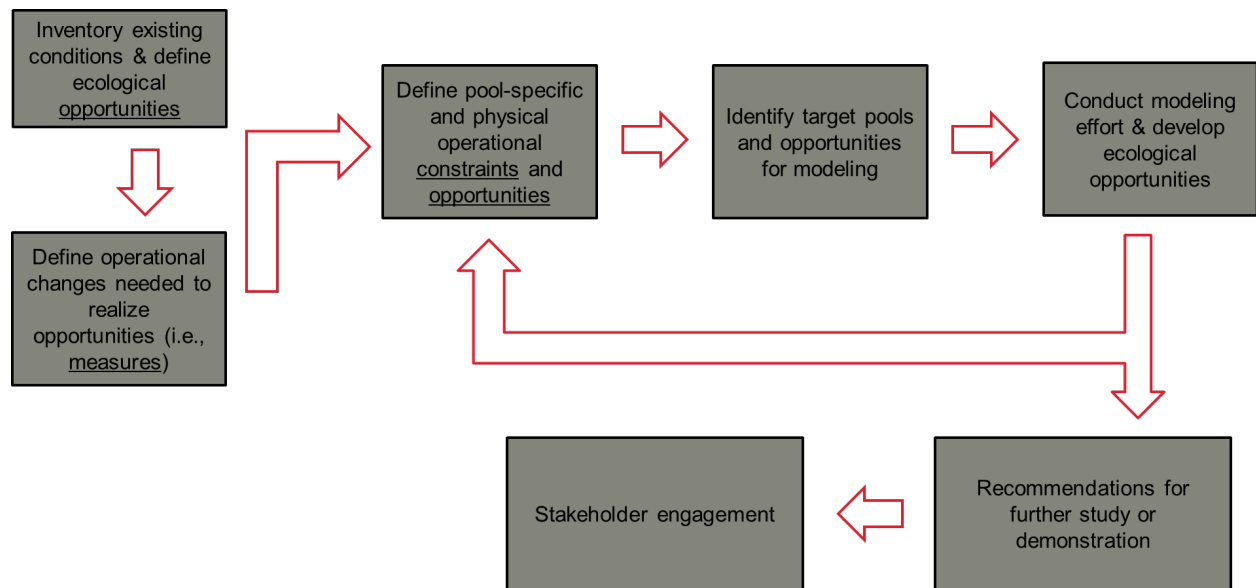 Inventory existing
conditions & define
ecological
opportunities
Define operational
changes needed to
realize
opportunities (i.e.,
measures)
Define pool-specific
and physical
operational
constraints and
opportunities
Identify target pools
and opportunities
for modeling
Conduct modeling
effort & develop
ecological
opportunities
Recommendations for
further study or
demonstration
Stakeholder engagement